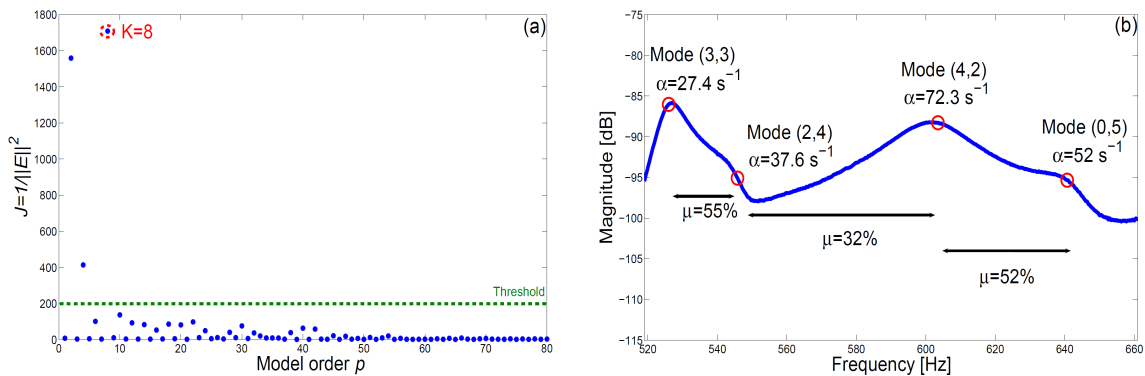 (a)
K=8
1800
1600
1400
1200
1000
800
600
400
200
0
J=1/||E||²
Threshold
0 10 20 30 40 50 60 70 80
Model order p
(b)
−75
−80
−85
−90
−95
−100
−105
−110
−115
Magnitude [dB]
Mode (3,3)
α=27.4 s⁻¹
Mode (2,4)
α=37.6 s⁻¹
Mode (4,2)
α=72.3 s⁻¹
Mode (0,5)
α=52 s⁻¹
μ=55%
μ=32%
μ=52%
520 540 560 580 600 620 640 660
Frequency [Hz]